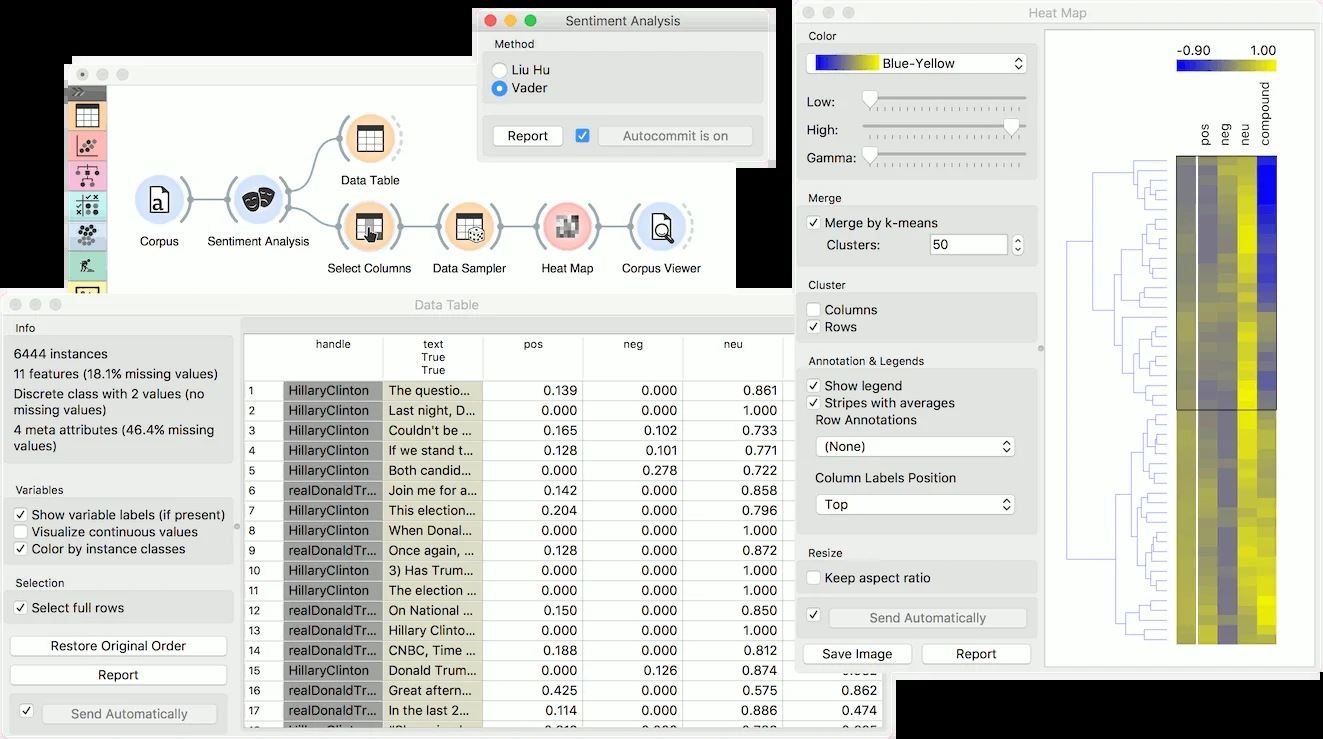 Sentiment Analysis
Method
Liu Hu
Vader
Report
Autocommit is on
Data Table
Corpus
Sentiment Analysis
Select Columns
Data Sampler
Heat Map
Corpus Viewer
Data Table
Info
6444 instances
11 features (18.1% missing values)
Discrete class with 2 values (no
missing values)
4 meta attributes (46.4% missing
values)
Variables
Show variable labels (if present)
Visualize continuous values
Color by instance classes
Selection
Select full rows
Restore Original Order
Report
Send Automatically
handle text pos neg neu
True
True
1 HillaryClinton The questio... 0.139 0.000 0.861
2 HillaryClinton Last night, D... 0.000 0.000 1.000
3 HillaryClinton Couldn't be ... 0.165 0.102 0.733
4 HillaryClinton If we stand t... 0.128 0.101 0.771
5 HillaryClinton Both candid... 0.000 0.278 0.722
6 realDonaldTr... Join me for a... 0.142 0.000 0.858
7 HillaryClinton This election... 0.204 0.000 0.796
8 HillaryClinton When Donal... 0.000 0.000 1.000
9 realDonaldTr... Once again, ... 0.128 0.000 0.872
10 HillaryClinton 3) Has Trum... 0.000 0.000 1.000
11 HillaryClinton The election ... 0.000 0.000 1.000
12 realDonaldTr... On National ... 0.150 0.000 0.850
13 HillaryClinton Hillary Clinto... 0.000 0.000 1.000
14 realDonaldTr... CNBC, Time ... 0.188 0.000 0.812
15 HillaryClinton Donald Trum... 0.000 0.126 0.874
16 realDonaldTr... Great aftern... 0.425 0.000 0.575 0.862
17 realDonaldTr... In the last 2... 0.114 0.000 0.886 0.474
Heat Map
Color
Blue-Yellow
Low:
High:
Gamma:
Merge
Merge by k-means
Clusters: 50
Cluster
Columns
Rows
Annotation & Legends
Show legend
Stripes with averages
Row Annotations
(None)
Column Labels Position
Top
Resize
Keep aspect ratio
Send Automatically
Save Image
Report
-0.90 1.00
pos
neg
neu
compound